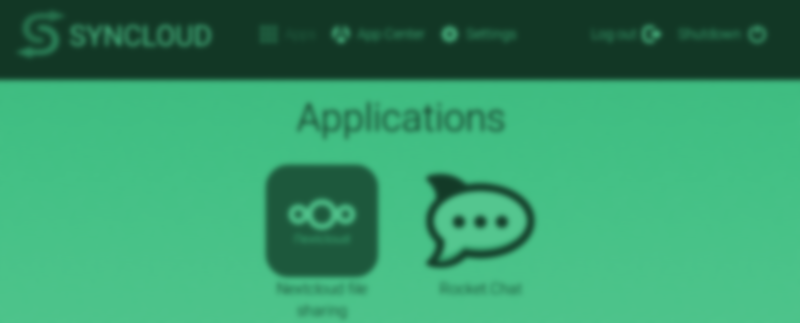 SYNCLOUD
Apps
App Center
Settings
Log out
Shutdown
Applications
Nextcloud
Nextcloud file
sharing
Rocket.Chat